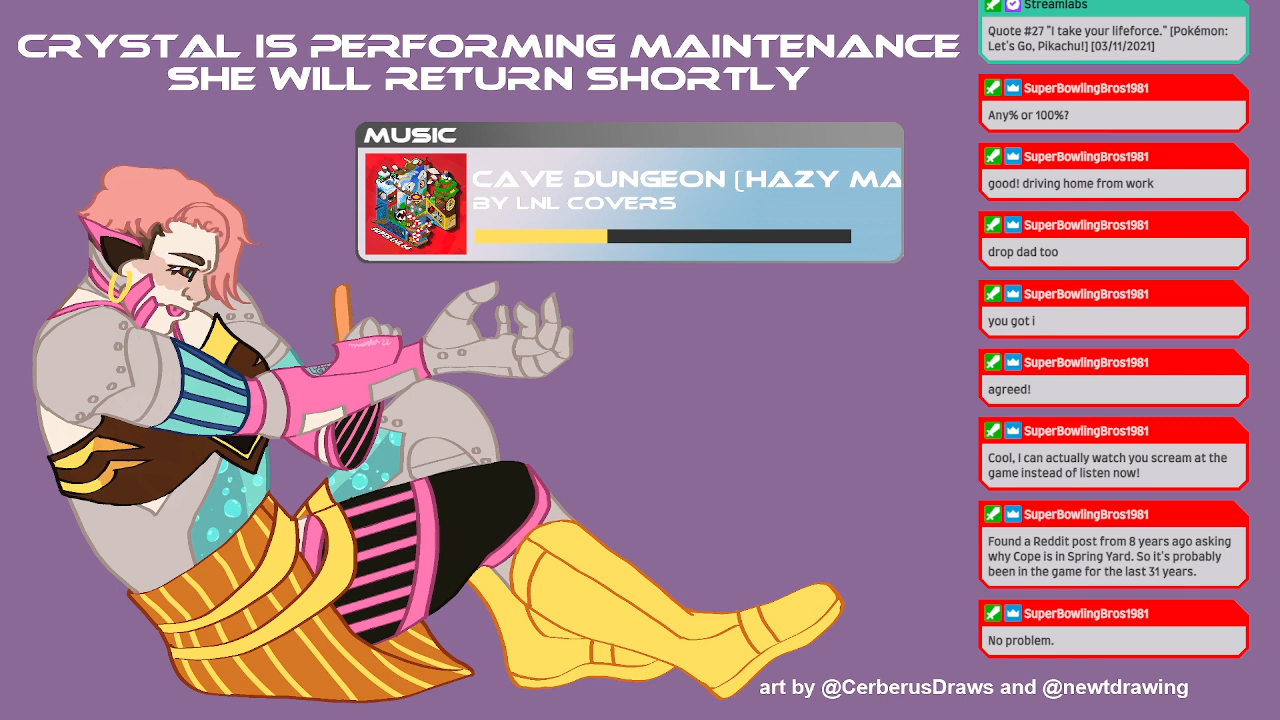 CRYSTAL IS PERFORMING MAINTENANCE
SHE WILL RETURN SHORTLY
MUSIC
CAVE DUNGEON (HAZY MA
BY LNL COVERS
Streamlabs
Quote #27 "I take your lifeforce." [Pokémon:
Let's Go, Pikachu!] [03/11/2021]
SuperBowlingBros1981
Any% or 100%?
SuperBowlingBros1981
good! driving home from work
SuperBowlingBros1981
drop dad too
SuperBowlingBros1981
you got i
SuperBowlingBros1981
agreed!
SuperBowlingBros1981
Cool, I can actually watch you scream at the
game instead of listen now!
SuperBowlingBros1981
Found a Reddit post from 8 years ago asking
why Cope is in Spring Yard. So it's probably
been in the game for the last 31 years.
SuperBowlingBros1981
No problem.
art by @CerberusDraws and @newtdrawing